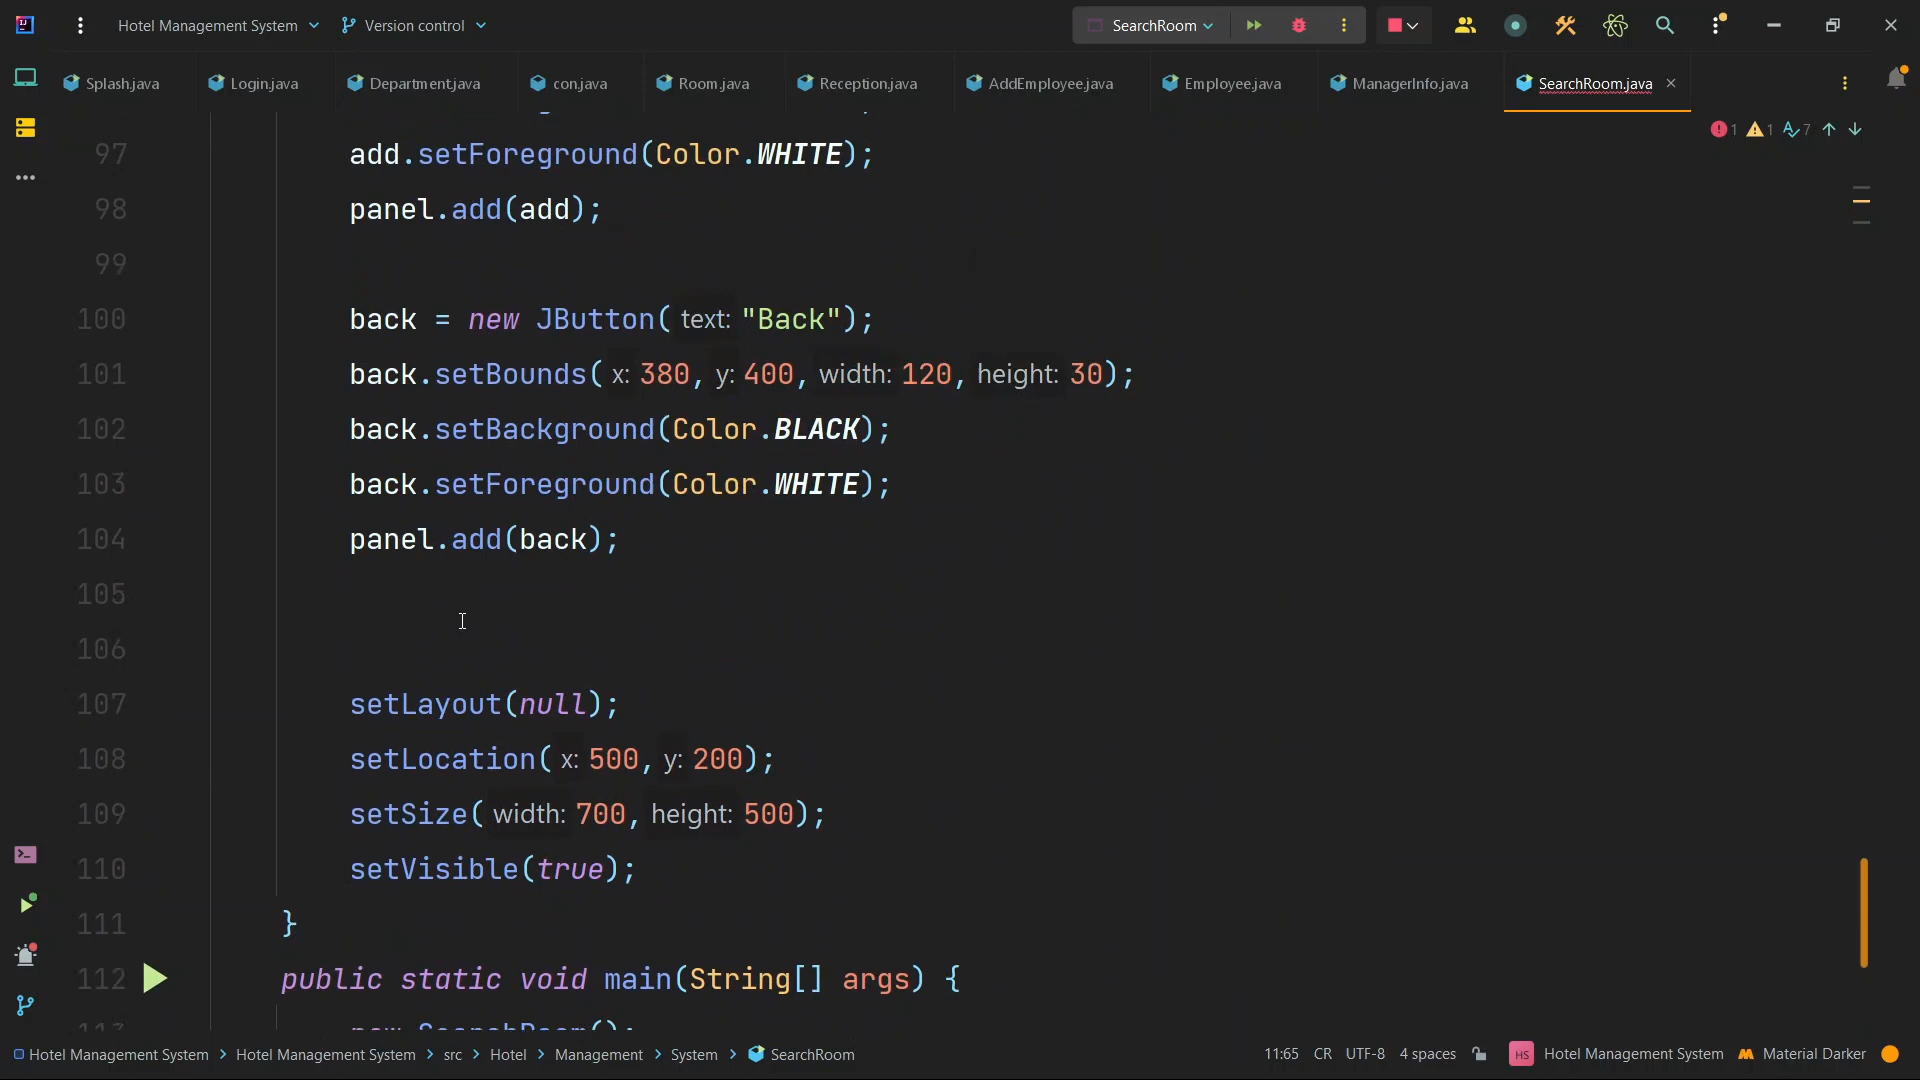 Hotel Management System
Version control
SearchRoom
Splash.java
Login.java
Department.java
con.java
Room.java
Reception.java
AddEmployee.java
Employee.java
ManagerInfo.java
SearchRoom.java
1 1 7
97 add.setForeground(Color.WHITE);
98 panel.add(add);
99
100 back = new JButton( text: "Back");
101 back.setBounds( x: 380, y: 400, width: 120, height: 30);
102 back.setBackground(Color.BLACK);
103 back.setForeground(Color.WHITE);
104 panel.add(back);
105
106
107 setLayout(null);
108 setLocation( x: 500, y: 200);
109 setSize( width: 700, height: 500);
110 setVisible(true);
111 }
112 public static void main(String[] args) {
113 new SearchRoom();
Hotel Management System > Hotel Management System > src > Hotel > Management > System > SearchRoom
11:65 CR UTF-8 4 spaces HS Hotel Management System Material Darker